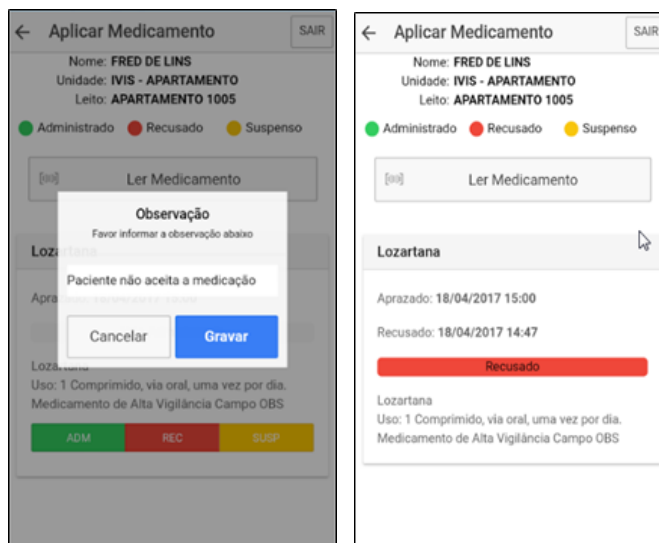 Aplicar Medicamento SAIR
Nome: FRED DE LINS
Unidade: IVIS - APARTAMENTO
Leito: APARTAMENTO 1005
Administrado Recusado Suspenso
Ler Medicamento
Observação
Favor informar a observação abaixo
Paciente não aceita a medicação
Cancelar Gravar
Lozartana
Uso: 1 Comprimido, via oral, uma vez por dia.
Medicamento de Alta Vigilância Campo OBS
ADM REC SUSP
Aplicar Medicamento SAIR
Nome: FRED DE LINS
Unidade: IVIS - APARTAMENTO
Leito: APARTAMENTO 1005
Administrado Recusado Suspenso
Ler Medicamento
Lozartana
Aprazado: 18/04/2017 15:00
Recusado: 18/04/2017 14:47
Recusado
Lozartana
Uso: 1 Comprimido, via oral, uma vez por dia.
Medicamento de Alta Vigilância Campo OBS